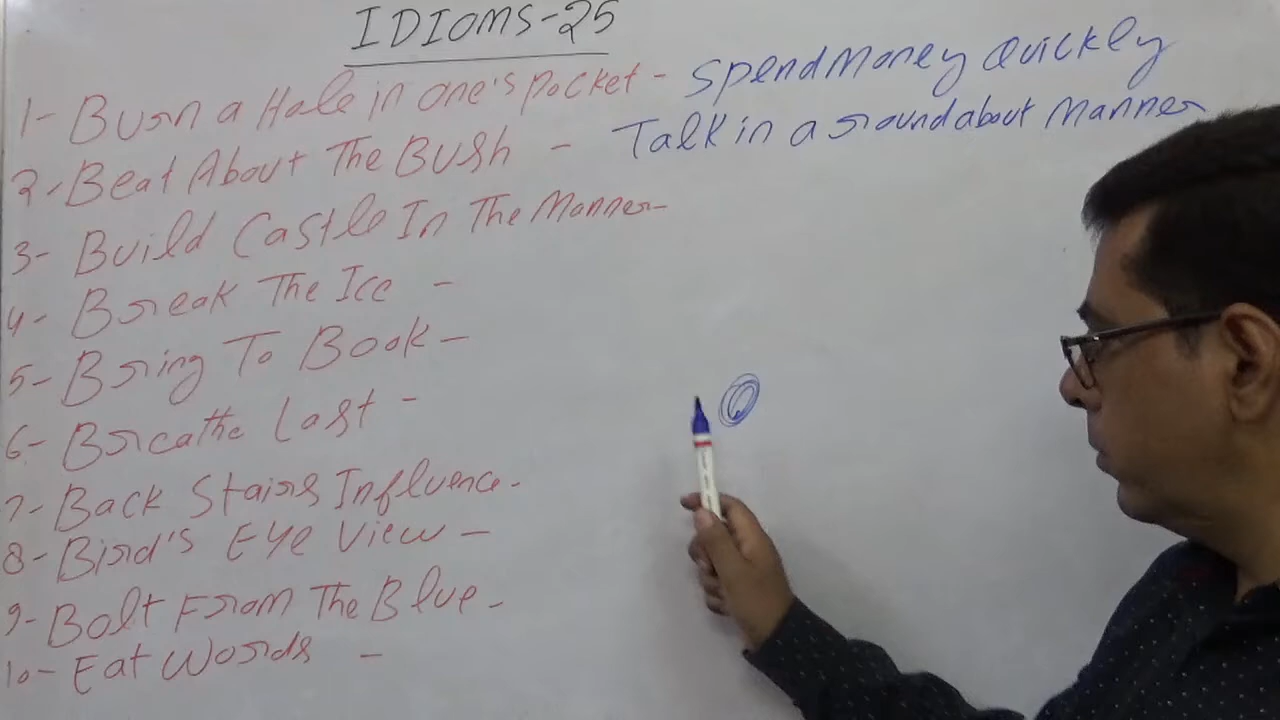 IDIOMS-25
1- Burn a Hole in one's pocket - Spend Money Quickly
2- Beat About The Bush - Talk in a roundabout Manner
3- Build Castle In The Manner-
4- Break The Ice -
5- Bring To Book -
6- Breathe Last -
7- Back Stairs Influence -
8- Bird's Eye View -
9- Bolt From The Blue -
10- Eat Words -